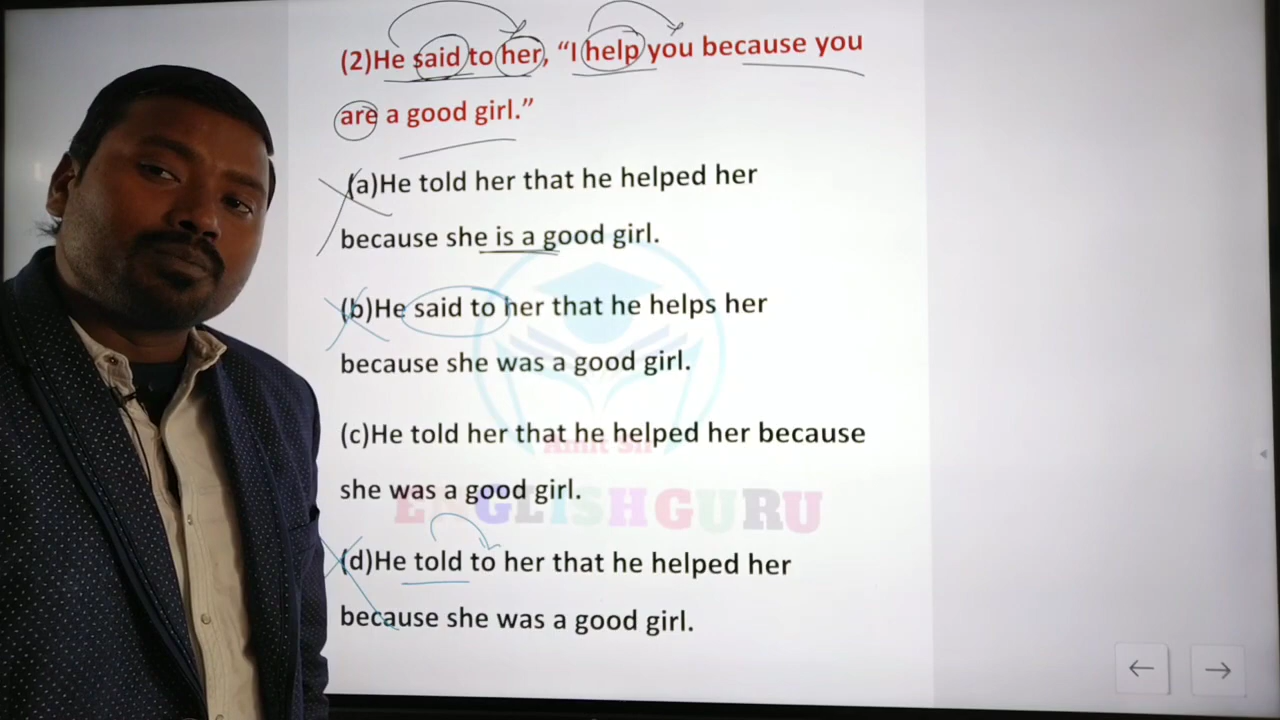 (2)He said to her, “I help you because you
are a good girl.”
(a)He told her that he helped her
because she is a good girl.
(b)He said to her that he helps her
because she was a good girl.
(c)He told her that he helped her because
Amit Sir
she was a good girl.
ENGLISHGURU
(d)He told to her that he helped her
because she was a good girl.